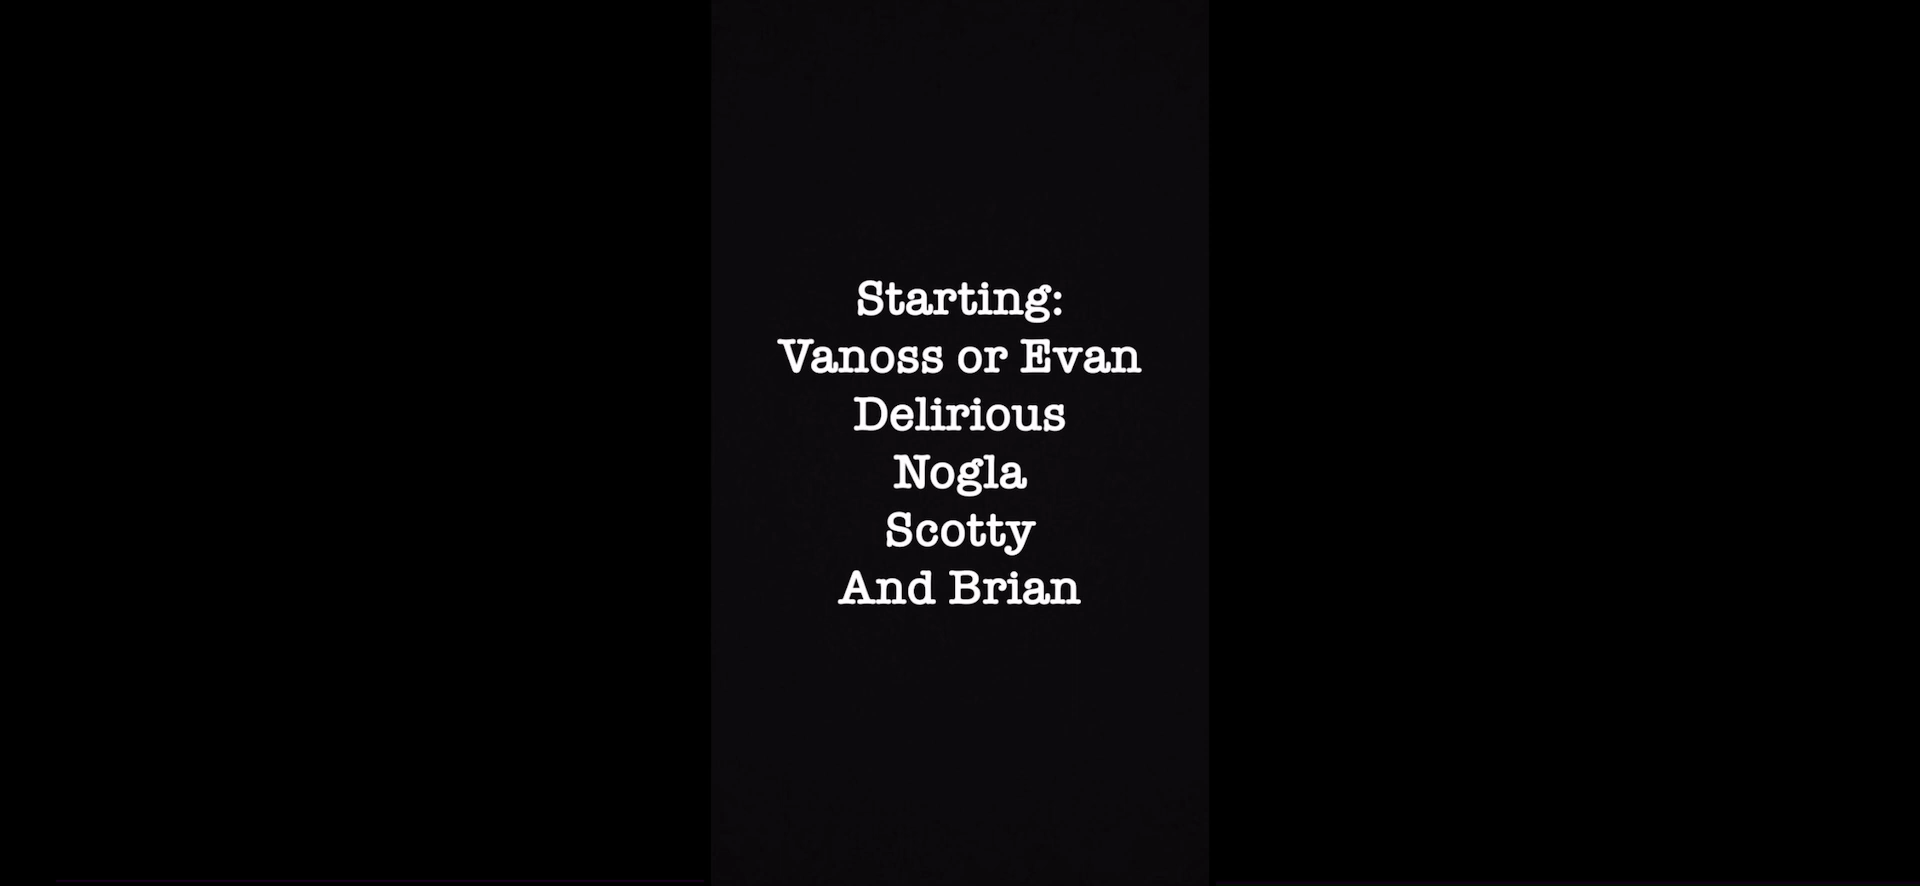 Starting:
Vanoss or Evan
Delirious
Nogla
Scotty
And Brian